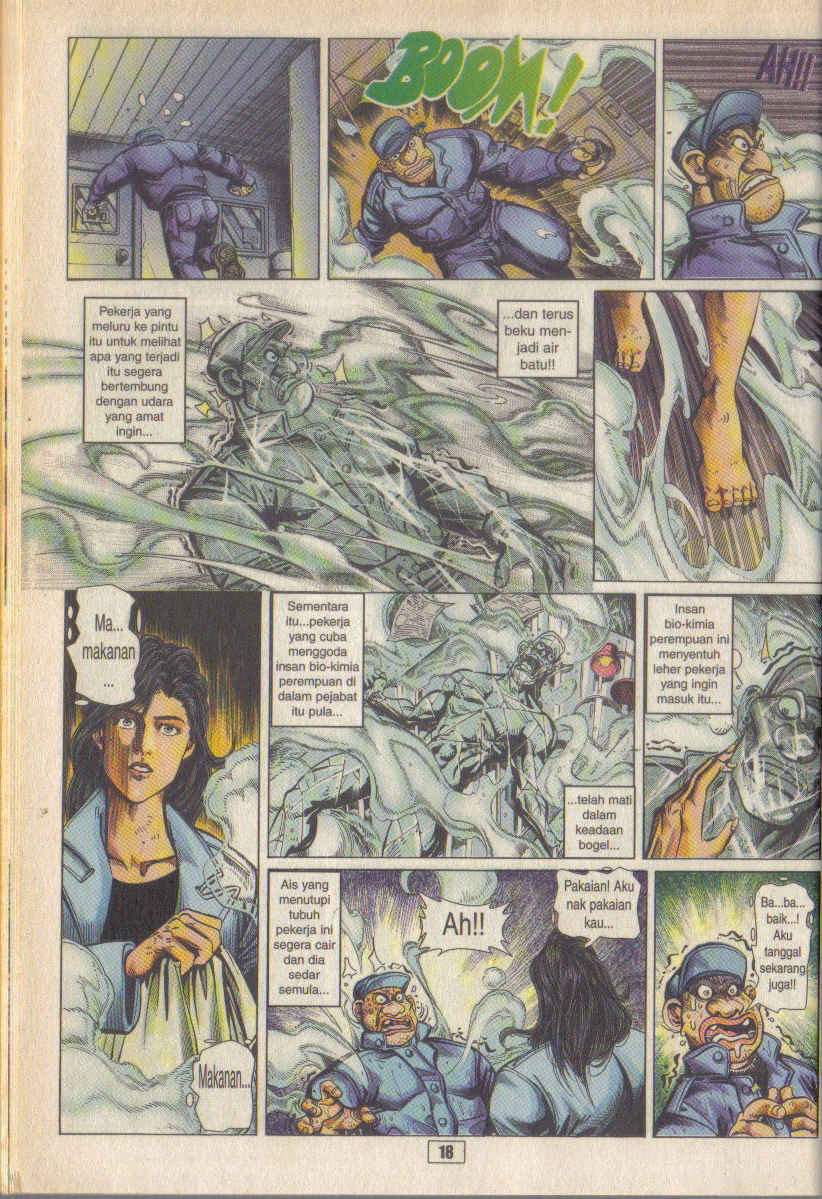 BOOM!
AH!!
Pekerja yang
meluru ke pintu
itu untuk melihat
apa yang terjadi
itu segera
bertembung
dengan udara
yang amat
ingin...
...dan terus
beku men-
jadi air
batu!!
Ma...
makanan
...
Makanan...
Sementara
itu...pekerja
yang cuba
menggoda
insan bio-kimia
perempuan di
dalam pejabat
itu pula...
...telah mati
dalam
keadaan
bogel...
Insan
bio-kimia
perempuan ini
menyentuh
leher pekerja
yang ingin
masuk itu...
Ais yang
menutupi
tubuh
pekerja ini
segera cair
dan dia
sedar
semula...
Ah!!
Pakaian! Aku
nak pakaian
kau...
Ba...ba...
baik...!
Aku
tanggal
sekarang
juga!!
18